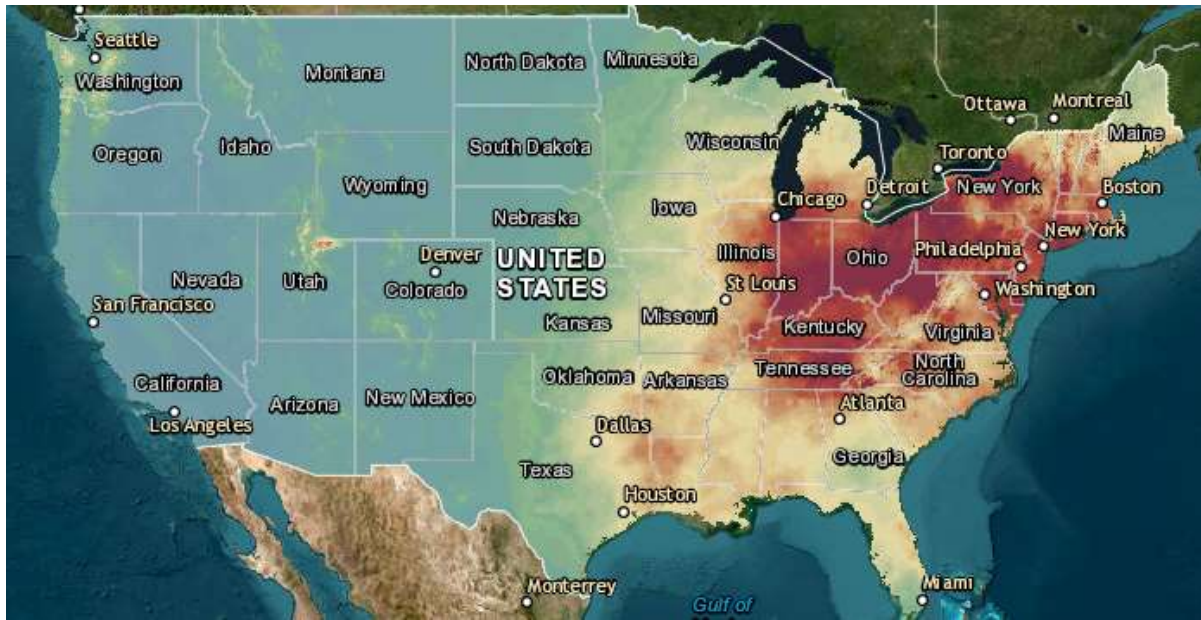 Seattle
Washington
Montana
North Dakota
Minnesota
Ottawa
Montreal
Maine
Oregon
Idaho
South Dakota
Wisconsin
Toronto
Wyoming
New York
Boston
Detroit
Chicago
Nebraska
Iowa
New York
Philadelphia
Illinois
Ohio
Nevada
Utah
Denver
Colorado
UNITED
STATES
St Louis
Washington
San Francisco
Kansas
Missouri
Kentucky
Virginia
California
Arizona
New Mexico
Oklahoma
Arkansas
Tennessee
North
Carolina
Los Angeles
Dallas
Atlanta
Texas
Georgia
Houston
Monterrey
Miami
Gulf of